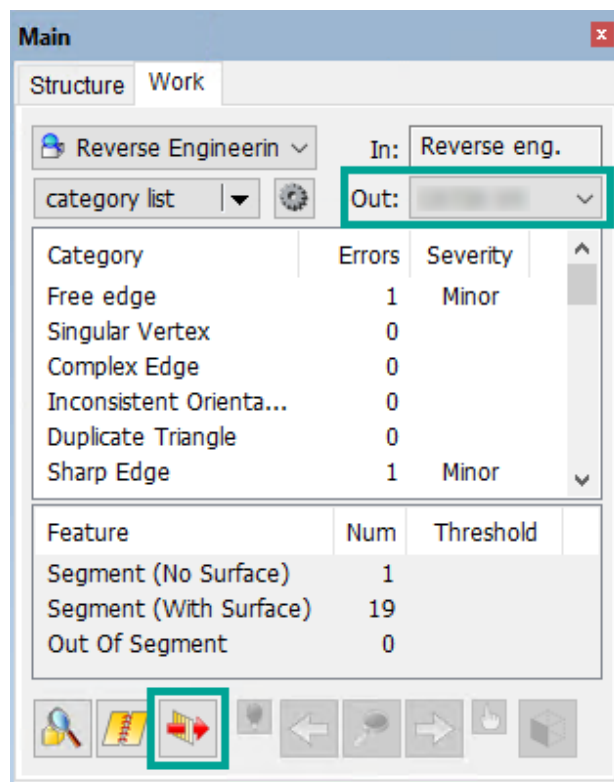 Main
x
Structure Work
Reverse Engineerin In: Reverse eng.
category list Out:
Category Errors Severity
Free edge 1 Minor
Singular Vertex 0
Complex Edge 0
Inconsistent Orienta... 0
Duplicate Triangle 0
Sharp Edge 1 Minor
Feature Num Threshold
Segment (No Surface) 1
Segment (With Surface) 19
Out Of Segment 0